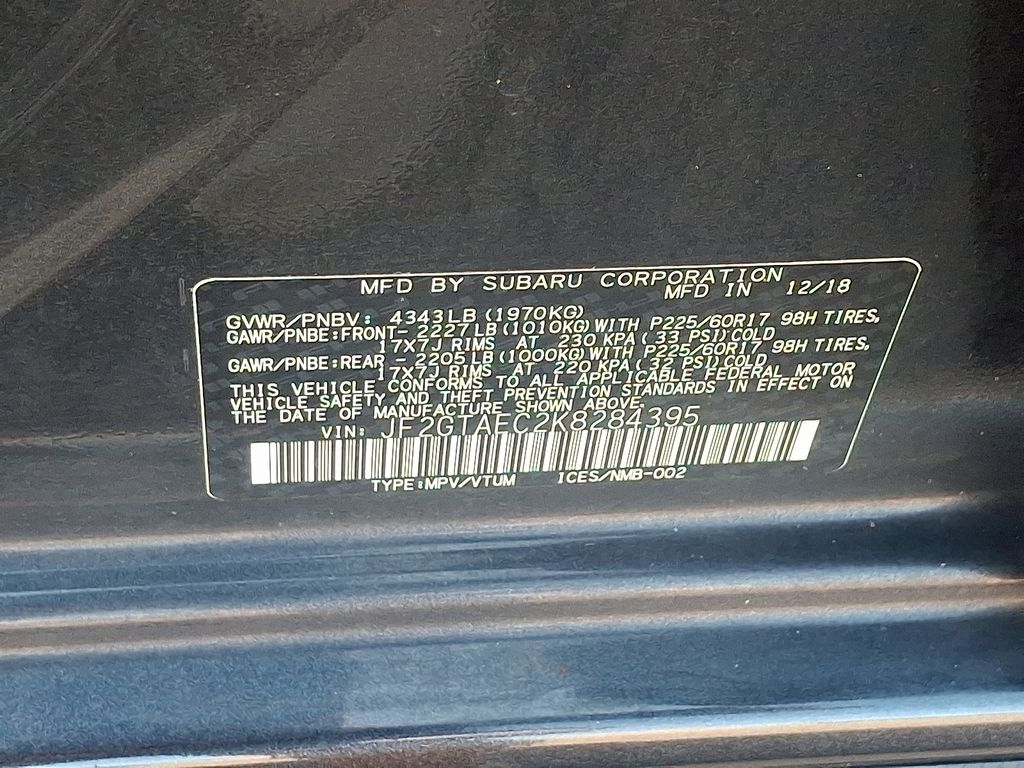 MFD BY SUBARU CORPORATION
MFD IN 12/18
GVWR/PNBV: 4343LB(1970KG)
GAWR/PNBE:FRONT- 2227LB(1010KG)WITH P225/60R17 98H TIRES,
17X7J RIMS AT 230 KPA(33 PSI)COLD
GAWR/PNBE:REAR - 2205LB(1000KG)WITH P225/60R17 98H TIRES,
17X7J RIMS AT 220 KPA(32 PSI)COLD
THIS VEHICLE CONFORMS TO ALL APPLICABLE FEDERAL MOTOR
VEHICLE SAFETY AND THEFT PREVENTION STANDARDS IN EFFECT ON
THE DATE OF MANUFACTURE SHOWN ABOVE.
VIN: JF2GTAEC2K8284395
TYPE:MPV/VTUM ICES/NMB-002